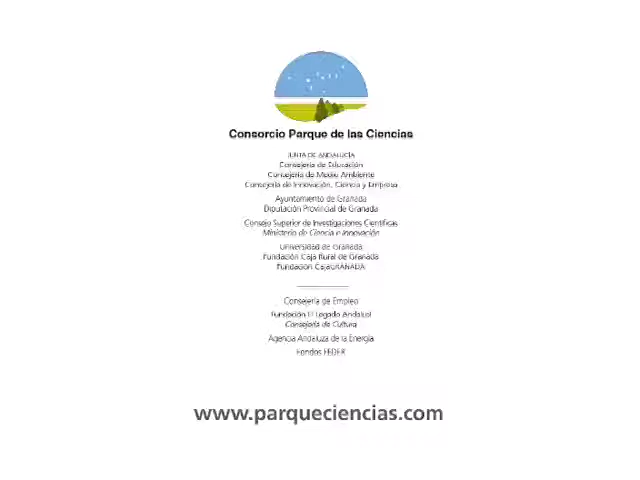 Consorcio Parque de las Ciencias
JUNTA DE ANDALUCÍA
Consejería de Educación
Consejería de Medio Ambiente
Consejería de Innovación, Ciencia y Empresa
Ayuntamiento de Granada
Diputación Provincial de Granada
Consejo Superior de Investigaciones Científicas
Ministerio de Ciencia e Innovación
Universidad de Granada
Fundación Caja Rural de Granada
Fundación CajaGRANADA
Consejería de Empleo
Fundación El Legado Andalusí
Consejería de Cultura
Agencia Andaluza de la Energía
Fondos FEDER
www.parqueciencias.com